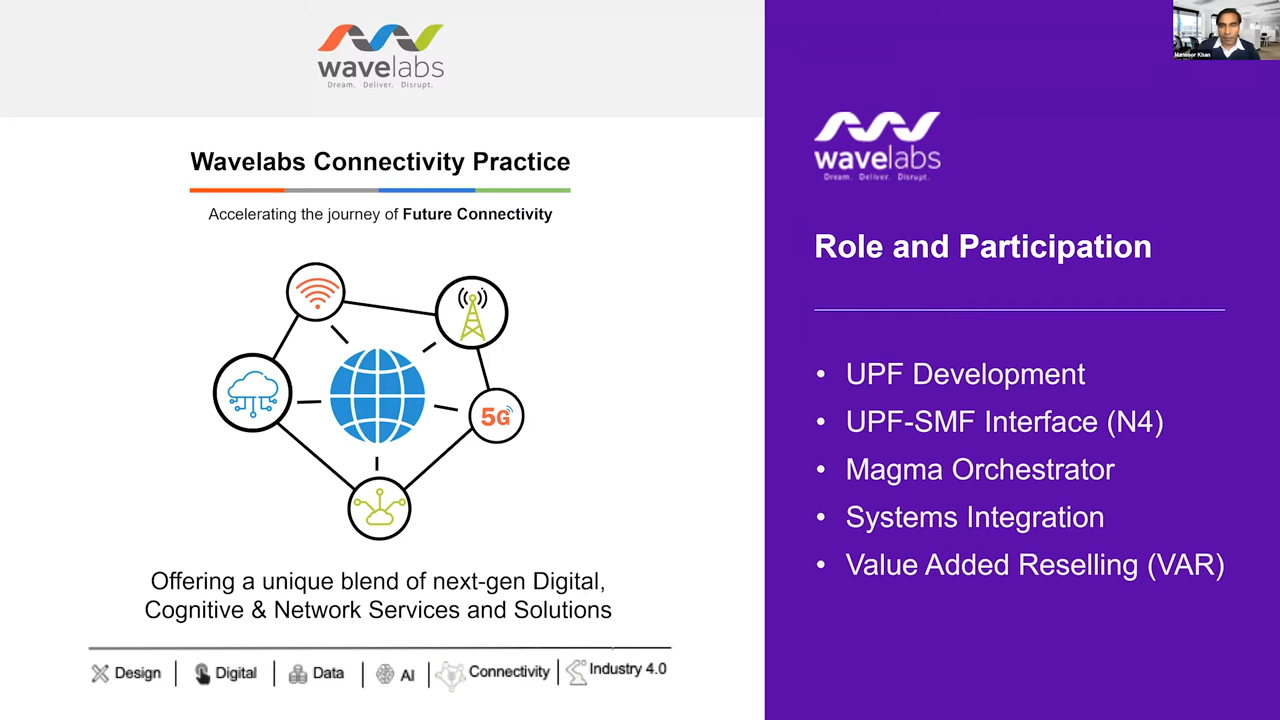 wavelabs
Dream. Deliver. Disrupt.
Wavelabs Connectivity Practice
Accelerating the journey of Future Connectivity
5G
Offering a unique blend of next-gen Digital,
Cognitive & Network Services and Solutions
Design | Digital | Data | AI | Connectivity | Industry 4.0
Mansoor Khan
wavelabs
Dream. Deliver. Disrupt.
Role and Participation
• UPF Development
• UPF-SMF Interface (N4)
• Magma Orchestrator
• Systems Integration
• Value Added Reselling (VAR)